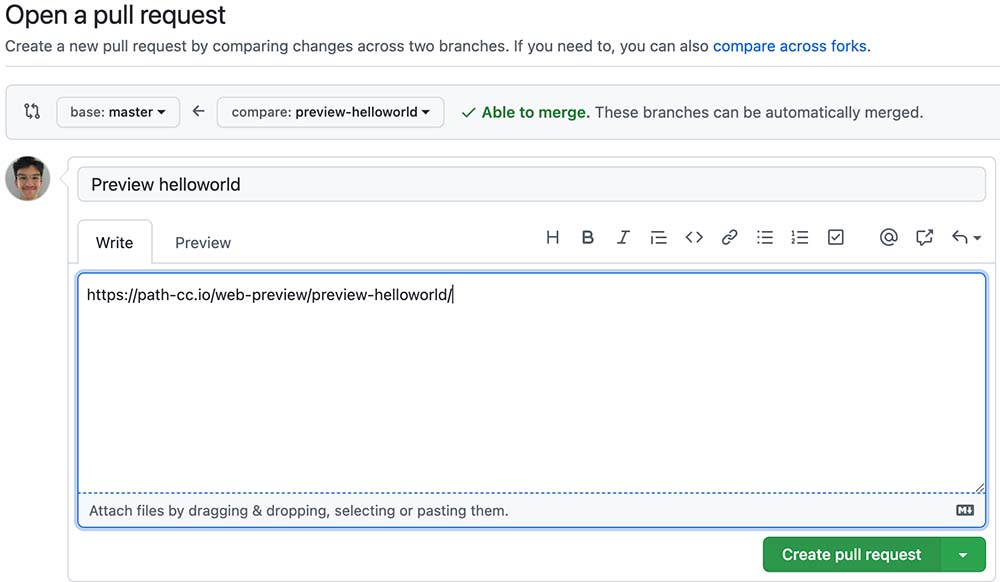 Open a pull request
Create a new pull request by comparing changes across two branches. If you need to, you can also compare across forks.
base: master compare: preview-helloworld Able to merge. These branches can be automatically merged.
Preview helloworld
Write Preview
https://path-cc.io/web-preview/preview-helloworld/
Attach files by dragging & dropping, selecting or pasting them.
Create pull request